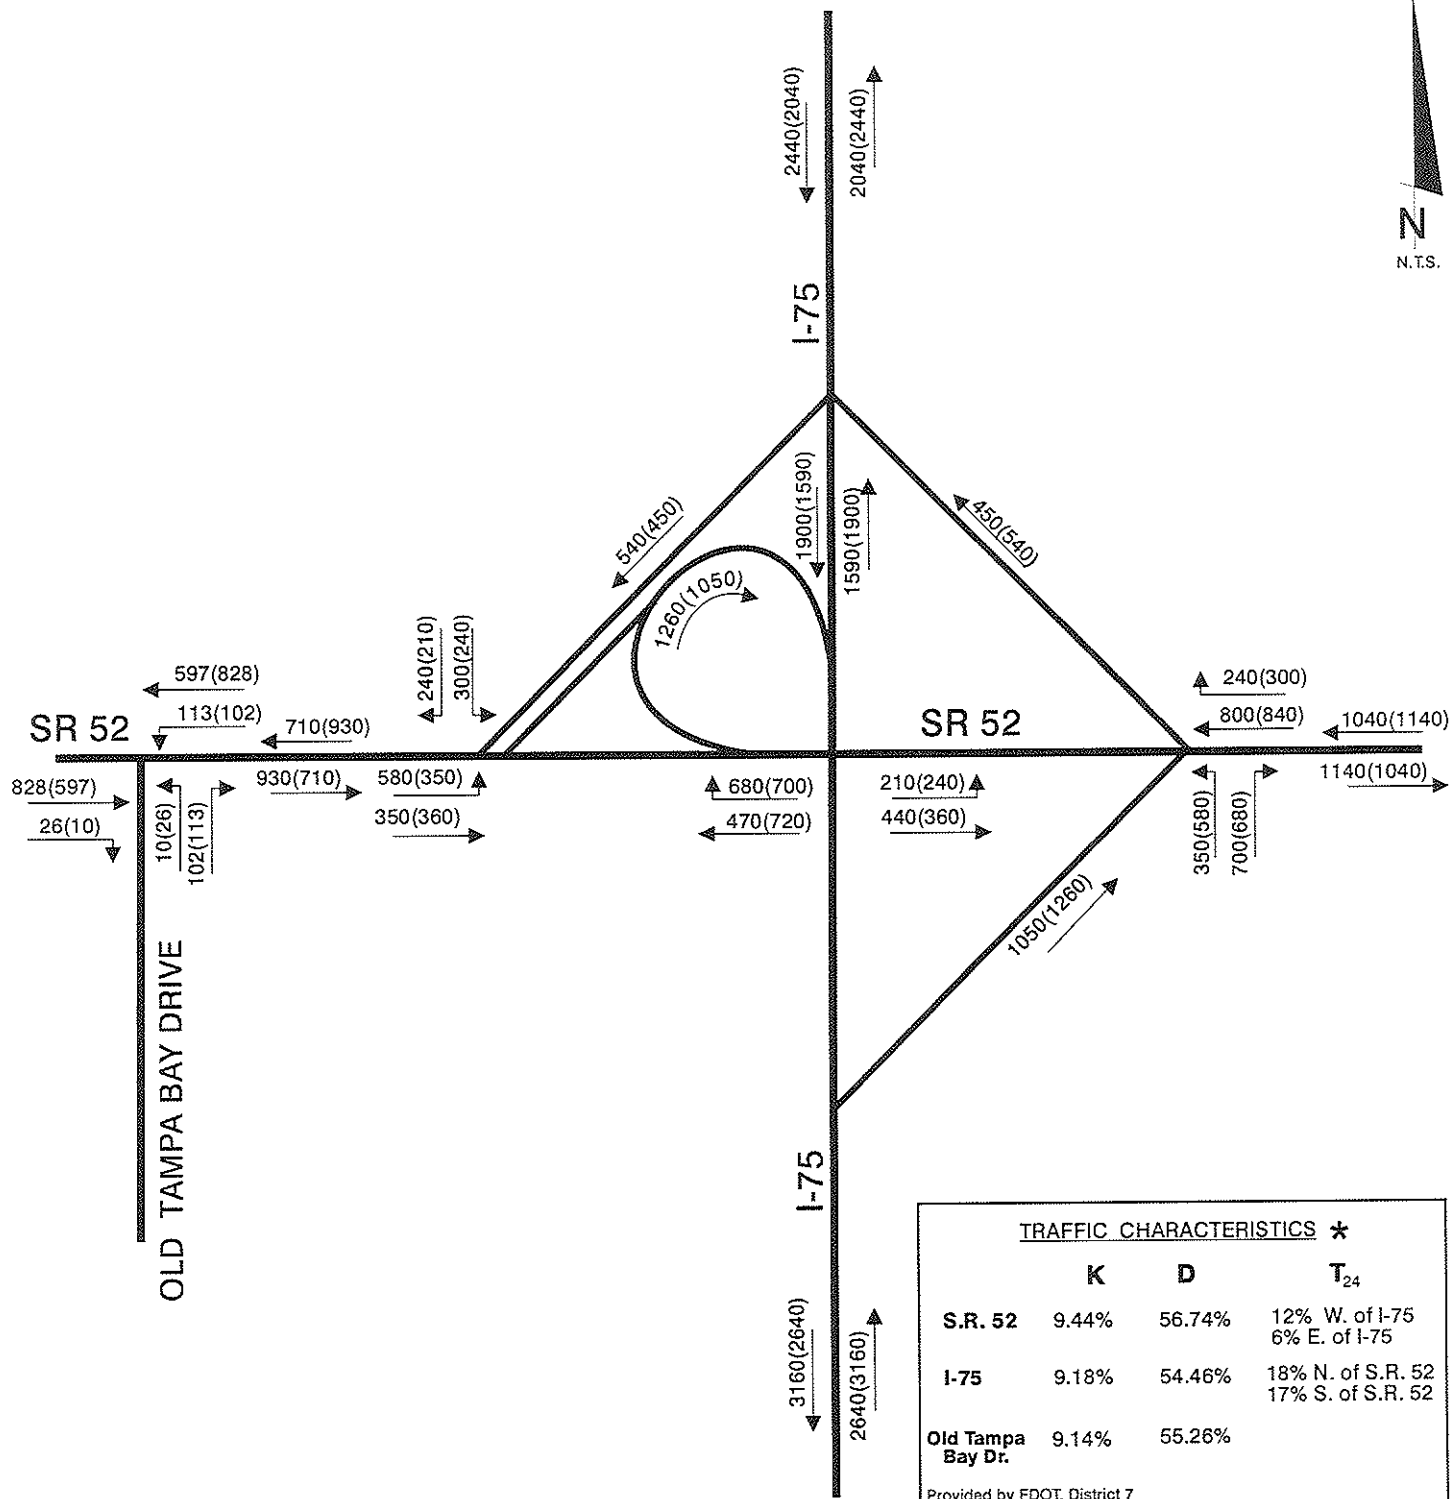 2440(2040)
2040(2440)
N
N.T.S.
I-75
1900(1590)
1590(1900)
540(450)
450(540)
1260(1050)
240(210)
300(240)
597(828)
113(102)
710(930)
SR 52
SR 52
240(300)
800(840)
1040(1140)
828(597)
26(10)
10(26)
102(113)
930(710)
580(350)
350(360)
680(700)
470(720)
210(240)
440(360)
350(580)
700(680)
1140(1040)
1050(1260)
OLD TAMPA BAY DRIVE
I-75
3160(2640)
2640(3160)
TRAFFIC CHARACTERISTICS *
K D T24
S.R. 52 9.44% 56.74% 12% W. of I-75
6% E. of I-75
I-75 9.18% 54.46% 18% N. of S.R. 52
17% S. of S.R. 52
Old Tampa Bay Dr. 9.14% 55.26%
Provided by FDOT, District 7